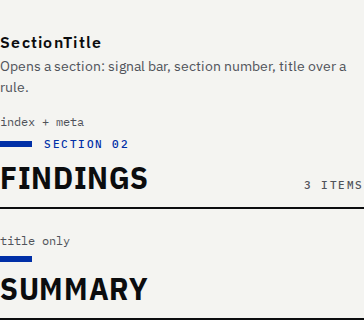 SectionTitle
Opens a section: signal bar, section number, title over a
rule.
index + meta
SECTION 02
FINDINGS
3 ITEMS
title only
SUMMARY